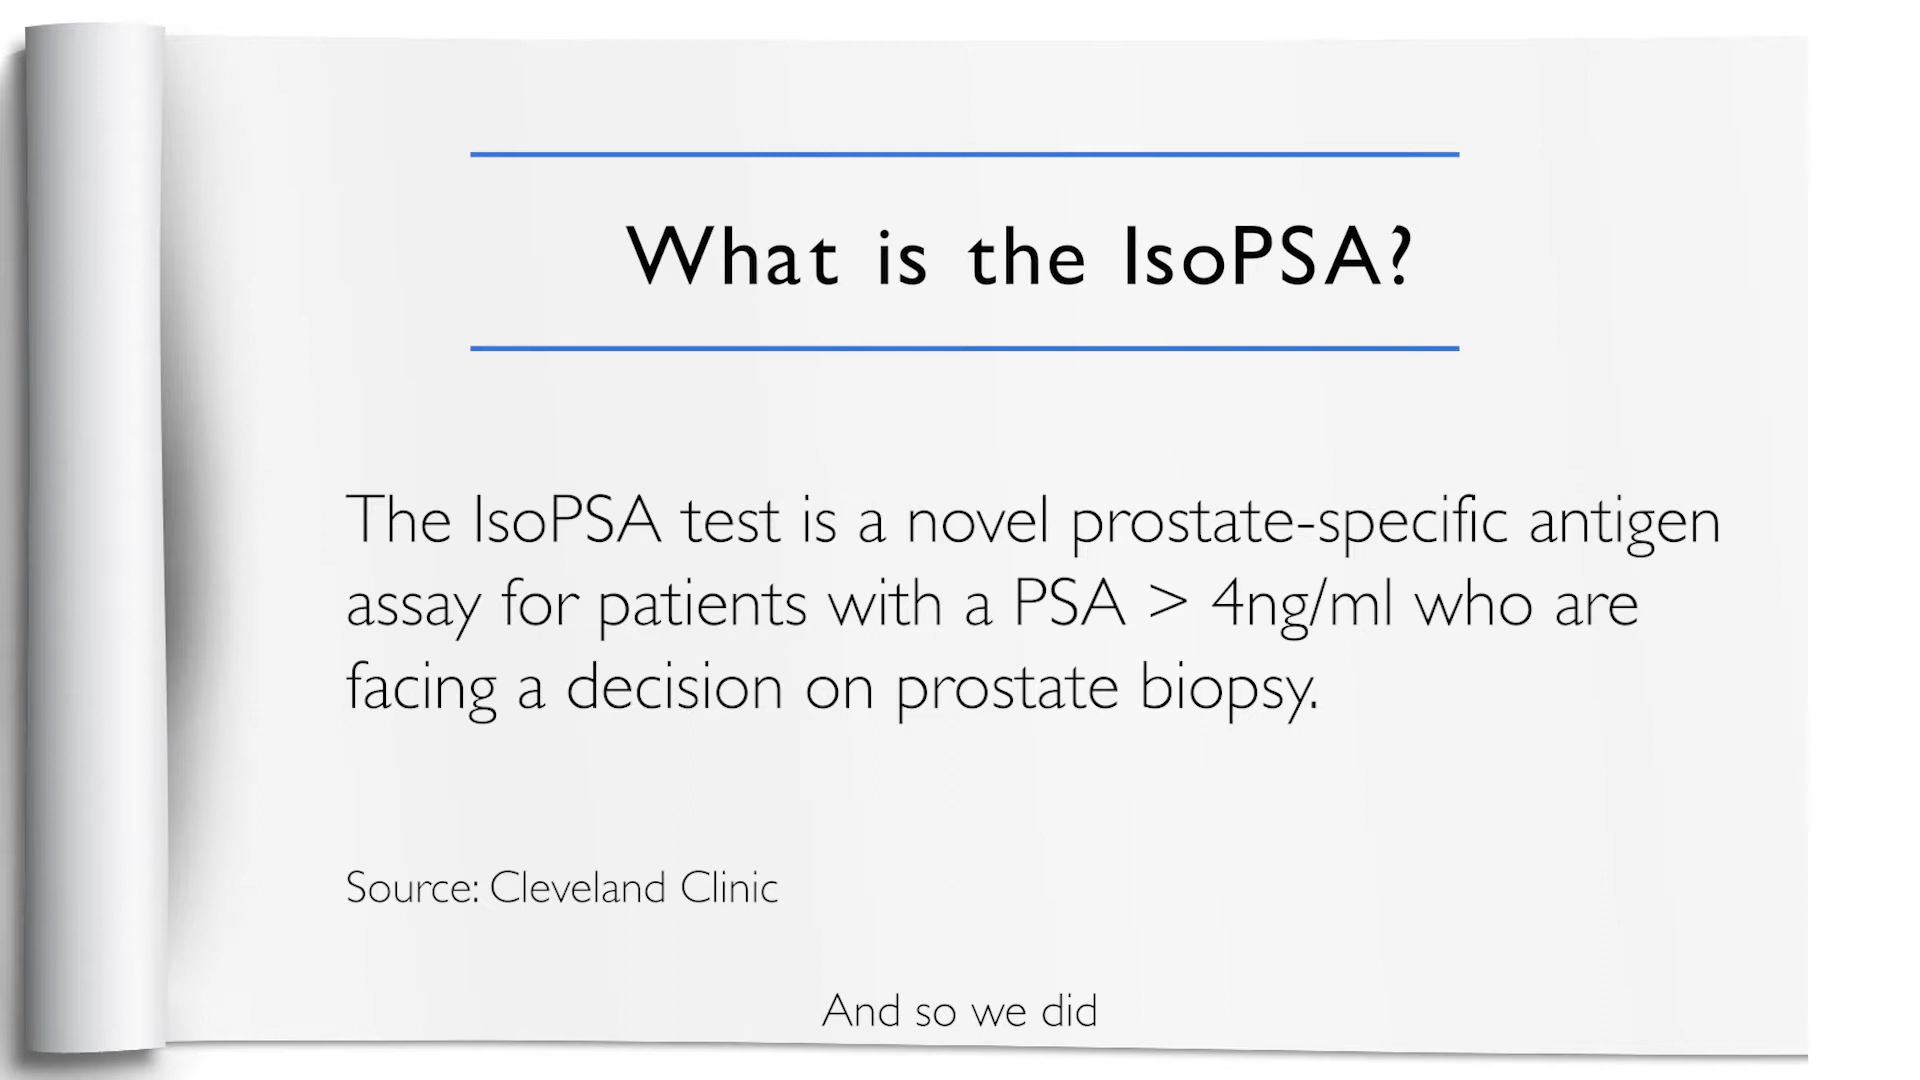 What is the IsoPSA?
The IsoPSA test is a novel prostate-specific antigen
assay for patients with a PSA > 4ng/ml who are
facing a decision on prostate biopsy.
Source: Cleveland Clinic
And so we did